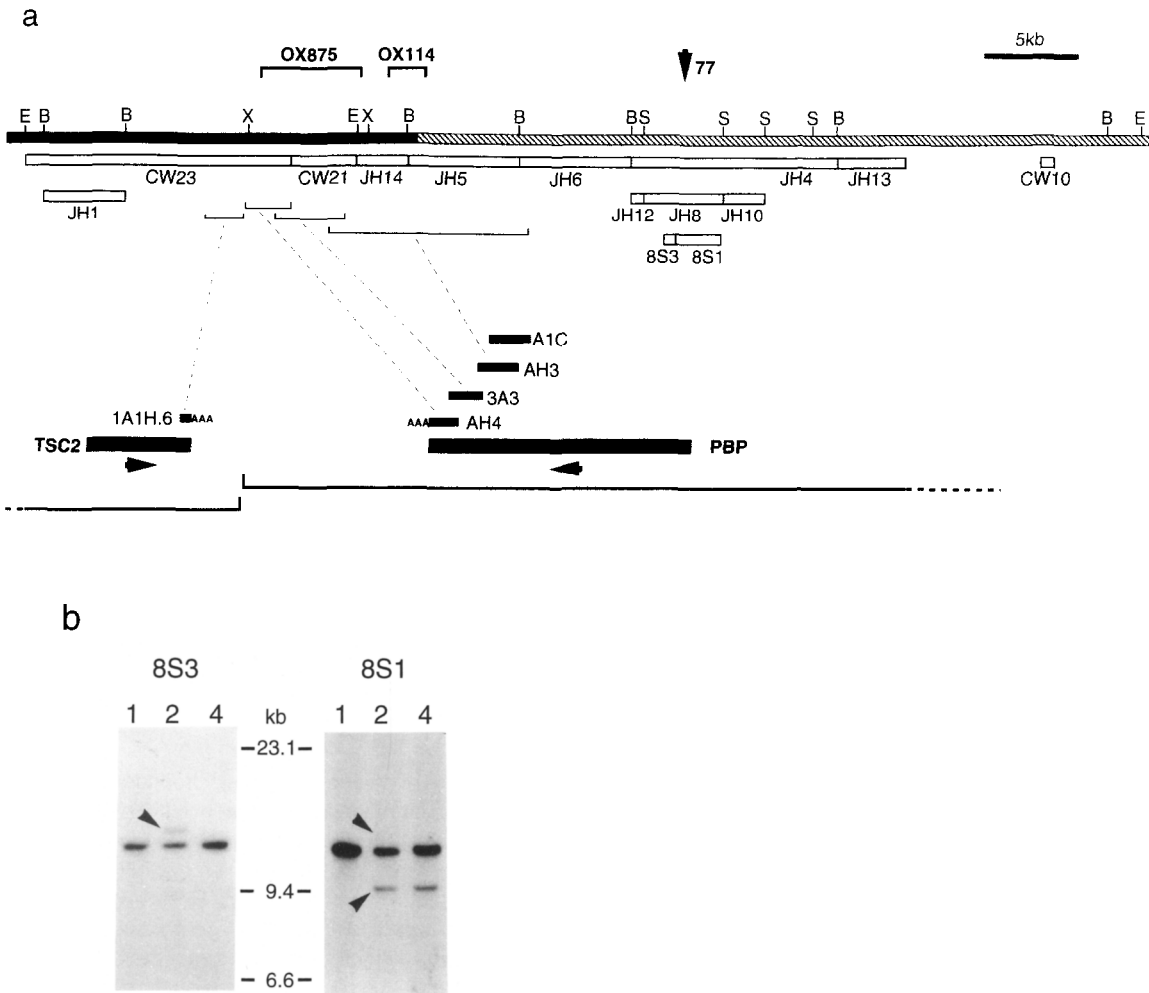 a
OX875 OX114 77 5kb
E B B X E X B B B S S S S B B E
CW23 CW21 JH14 JH5 JH6 JH4 JH13 CW10
JH1 JH12 JH8 JH10
8S3 8S1
A1C
AH3
3A3
1A1H.6 AAA AAA AH4
TSC2 PBP
b
8S3 8S1
1 2 4 kb 1 2 4
23.1
9.4
6.6